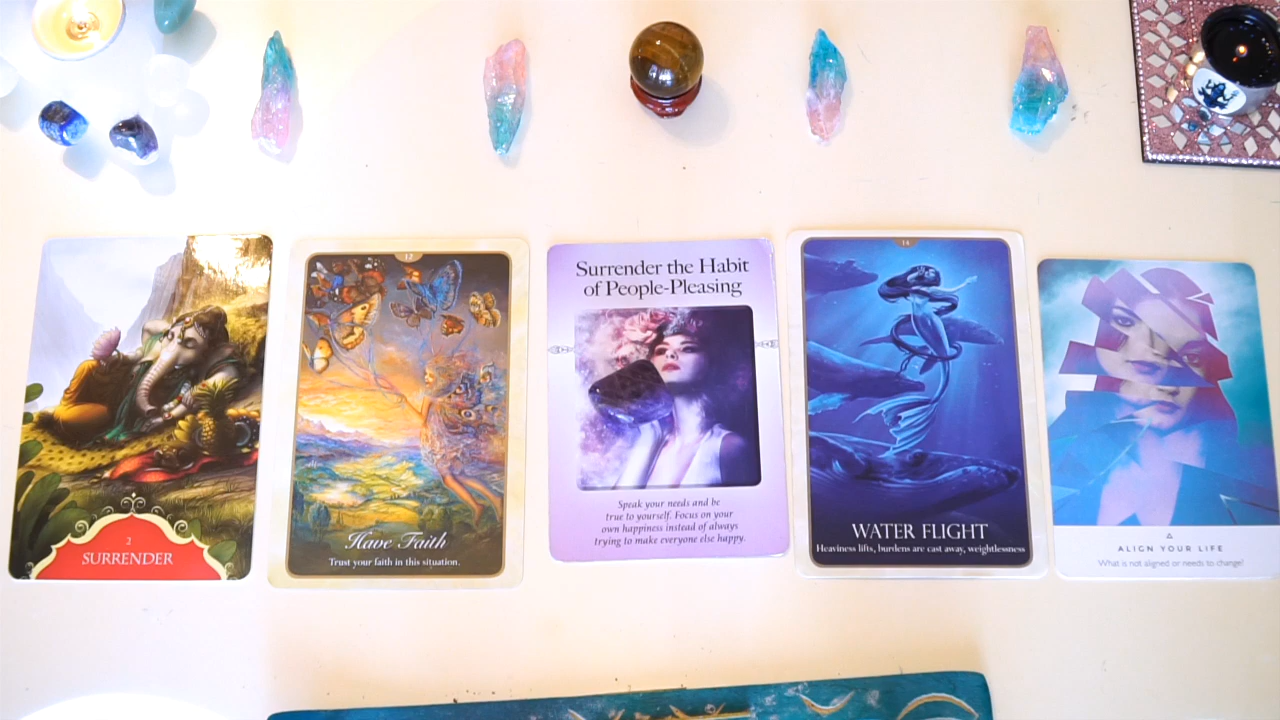 2
SURRENDER
12
Have Faith
Trust your faith in this situation.
Surrender the Habit
of People-Pleasing
Speak your needs and be
true to yourself. Focus on your
own happiness instead of always
trying to make everyone else happy.
14
WATER FLIGHT
Heaviness lifts, burdens are cast away, weightlessness
ALIGN YOUR LIFE
What is not aligned or needs to change?